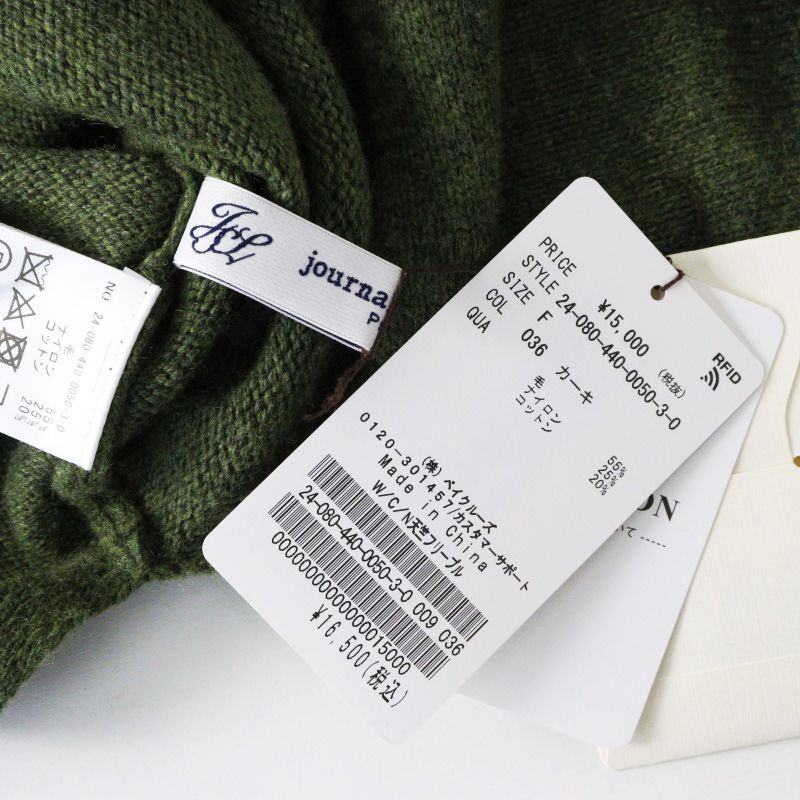 NO 24-080-440 0050-3-0
毛 55%
ナイロン 25%
コットン 20%
JSL
journa
P
PRICE ¥15,000 (税抜)
STYLE 24-080-440-0050-3-0
SIZE F
COL 036 カーキ
QUA 毛 55%
ナイロン 25%
コットン 20%
RFID
(株)ベイクルーズ
0120-301457/カスタマーサポート
Made in China
W/C/N天竺フリーブル
24-080-440-0050-3-0 009 036
0000000000000015000
¥16,500(税込)
ON
いて -----